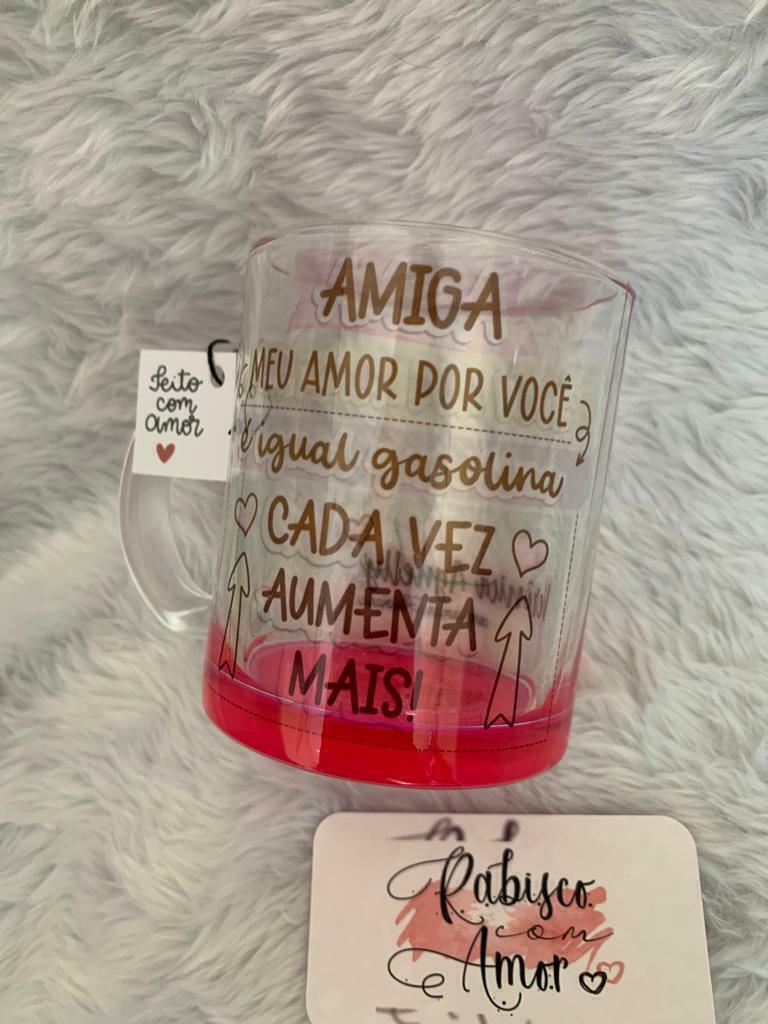 AMIGA
MEU AMOR POR VOCÊ
é igual gasolina
CADA VEZ
AUMENTA
MAIS!
feito
com
amor
Rabisco
com
Amor